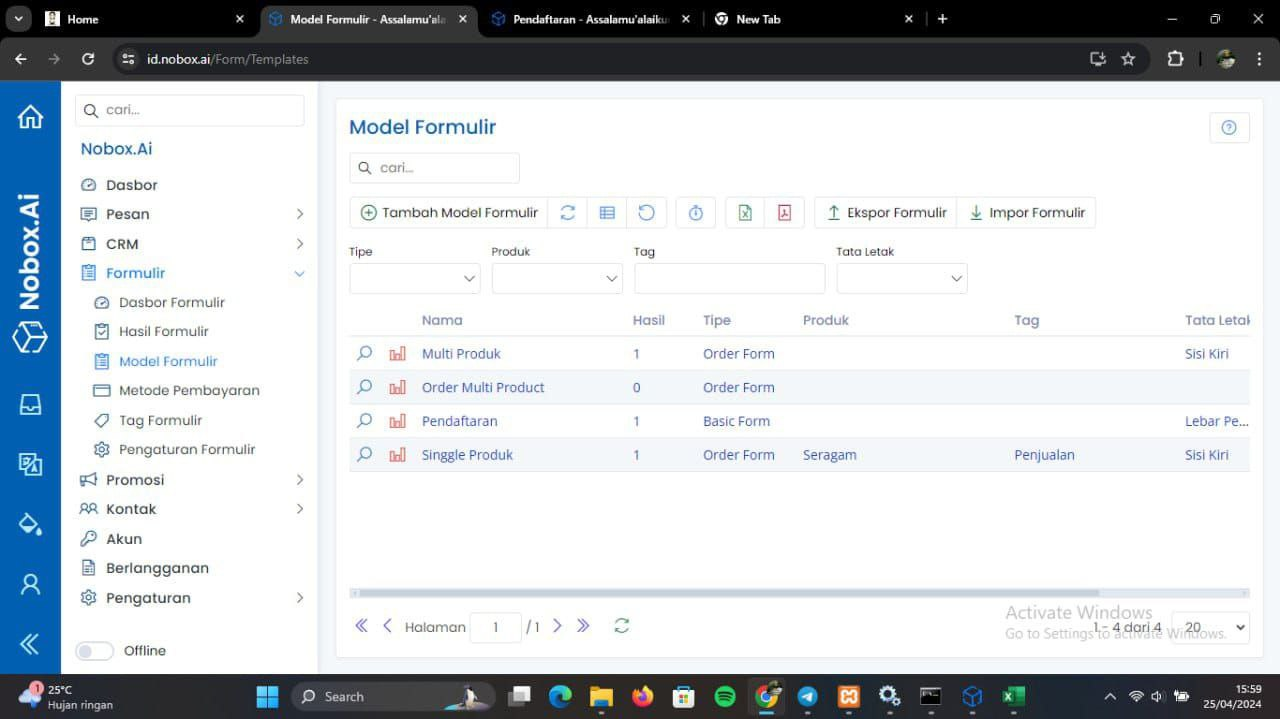 Home
Model Formulir - Assalamu'ala
Pendaftaran - Assalamu'alaiku
New Tab
id.nobox.ai/Form/Templates
Nobox.Ai
cari...
Nobox.Ai
Dasbor
Pesan
CRM
Formulir
Dasbor Formulir
Hasil Formulir
Model Formulir
Metode Pembayaran
Tag Formulir
Pengaturan Formulir
Promosi
Kontak
Akun
Berlangganan
Pengaturan
Offline
Model Formulir
cari...
Tambah Model Formulir
Ekspor Formulir
Impor Formulir
Tipe Produk Tag Tata Letak
Nama Hasil Tipe Produk Tag Tata Letak
Multi Produk 1 Order Form Sisi Kiri
Order Multi Product 0 Order Form
Pendaftaran 1 Basic Form Lebar Pe...
Singgle Produk 1 Order Form Seragam Penjualan Sisi Kiri
Halaman 1 / 1
1 - 4 dari 4 20
Activate Windows
Go to Settings to activate Windows.
1
25°C
Hujan ringan
Search
15:59
25/04/2024